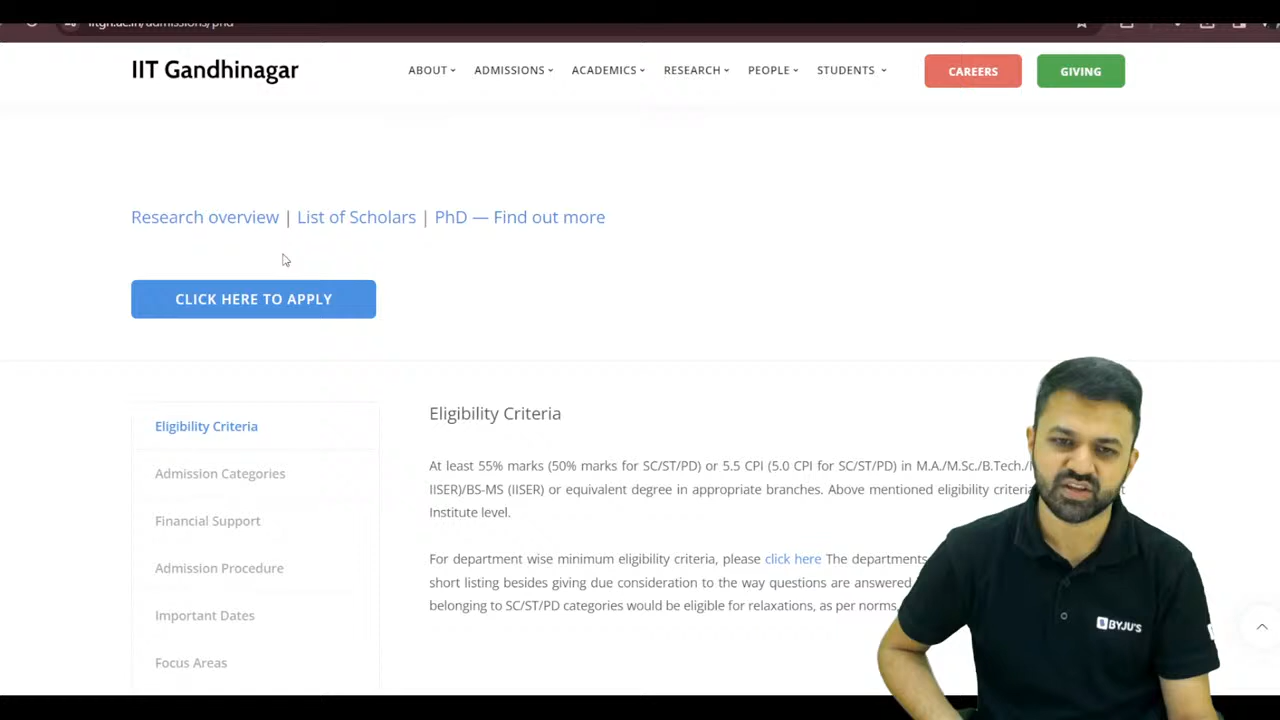 IIT Gandhinagar
ABOUT ADMISSIONS ACADEMICS RESEARCH PEOPLE STUDENTS CAREERS GIVING
Research overview | List of Scholars | PhD — Find out more
CLICK HERE TO APPLY
Eligibility Criteria
Admission Categories
Financial Support
Admission Procedure
Important Dates
Focus Areas
Eligibility Criteria
At least 55% marks (50% marks for SC/ST/PD) or 5.5 CPI (5.0 CPI for SC/ST/PD) in M.A./M.Sc./B.Tech./
IISER)/BS-MS (IISER) or equivalent degree in appropriate branches. Above mentioned eligibility criteria
Institute level.
For department wise minimum eligibility criteria, please click here The departments
short listing besides giving due consideration to the way questions are answered
belonging to SC/ST/PD categories would be eligible for relaxations, as per norms.
BYJU'S